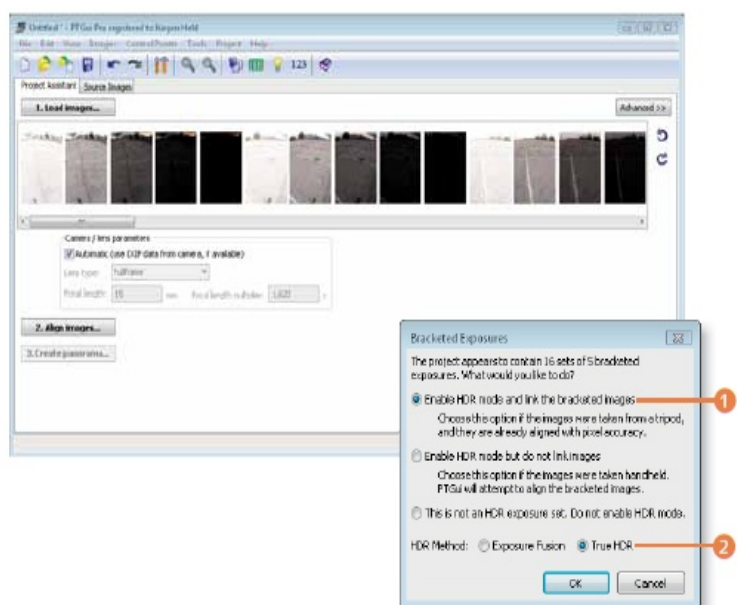 Untitled * - PTGui Pro registered to Jürgen Held
File Edit View Images Control Points Tools Project Help
123
Project Assistant Source Images
1. Load images...
Advanced >>
Camera / lens parameters
Automatic (use EXIF data from camera, if available)
Lens type: Fullframe
Focal length: mm Focal length multiplier: x
2. Align images...
3. Create panorama...
Bracketed Exposures
The project appears to contain 16 sets of 5 bracketed
exposures. What would you like to do?
Enable HDR mode and link the bracketed images
1
Choose this option if the images were taken from a tripod,
and they are already aligned with pixel accuracy.
Enable HDR mode but do not link images
Choose this option if the images were taken handheld.
PTGui will attempt to align the bracketed images.
This is not an HDR exposure set. Do not enable HDR mode.
HDR Method: Exposure Fusion True HDR
2
OK Cancel